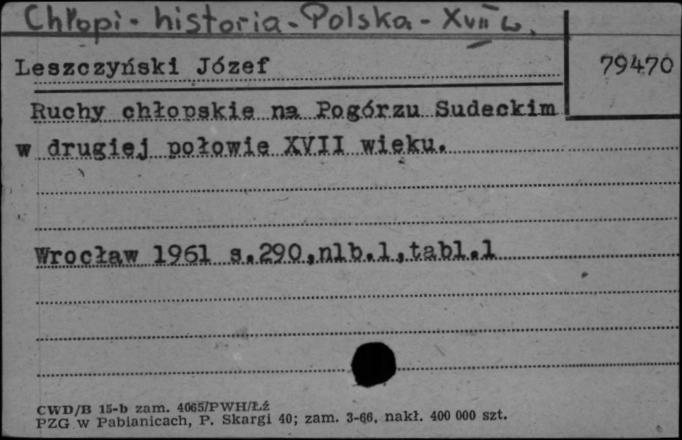 Chłopi - historia - Polska - XVII w.
Leszczyński Józef
79470
Ruchy chłopskie na Pogórzu Sudeckim
w drugiej połowie XVII wieku.
Wrocław 1961 s.290,nlb.1,tabl.1
CWD/B 15-b zam. 4065/PWH/Łź
PZG w Pabianicach, P. Skargi 40; zam. 3-66, nakł. 400 000 szt.